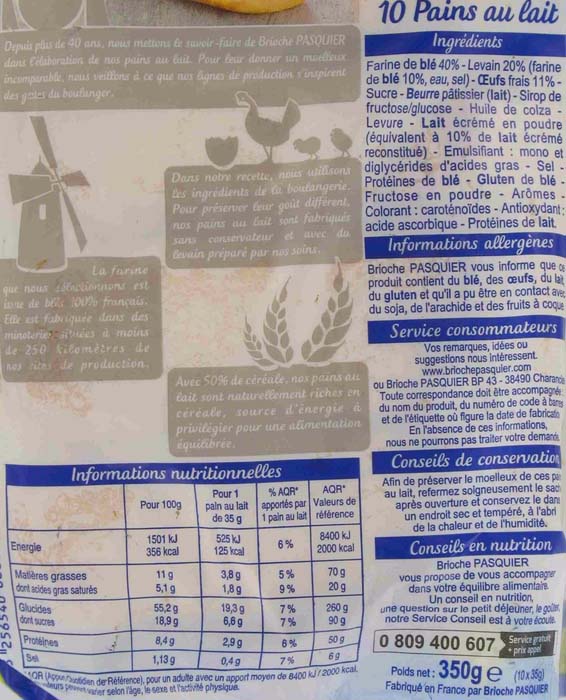 Depuis plus de 40 ans, nous mettons le savoir-faire de Brioche PASQUIER
dans l'élaboration de nos pains au lait. Pour leur donner un moelleux
incomparable, nous veillons à ce que nos lignes de production s'inspirent
des gestes du boulanger.
Dans notre recette, nous utilisons
les ingrédients de la boulangerie.
Pour préserver leur goût différent,
nos pains au lait sont fabriqués
sans conservateur et avec du
levain préparé par nos soins.
La farine
que nous sélectionnons est
issue de blés 100% français.
Elle est fabriquée dans des
minoteries situées à moins
de 250 kilomètres de
nos sites de production.
Avec 50% de céréale, nos pains au
lait sont naturellement riches en
céréale, source d'énergie à
privilégier pour une alimentation
équilibrée.
Informations nutritionnelles
Pour 100g
Pour 1
pain au lait
de 35 g
% AQR*
apportés par
1 pain au lait
AQR*
Valeurs de
référence
Energie 1501 kJ 525 kJ 6% 8400 kJ
356 kcal 125 kcal 2000 kcal
Matières grasses 11 g 3,8 g 5% 70 g
dont acides gras saturés 5,1 g 1,8 g 9% 20 g
Glucides 55,2 g 19,3 g 7% 260 g
dont sucres 18,9 g 6,6 g 7% 90 g
Protéines 8,4 g 2,9 g 6% 50 g
Sel 1,13 g 0,4 g 7% 6 g
de Référence), pour un adulte avec un apport moyen de 8400 kJ / 2000 kcal.
peuvent varier selon l'âge, le sexe et l'activité physique.
10 Pains au lait
Ingrédients
Farine de blé 40% - Levain 20% (farine
de blé 10%, eau, sel) - Œufs frais 11% -
Sucre - Beurre pâtissier (lait) - Sirop de
fructose/glucose - Huile de colza -
Levure - Lait écrémé en poudre
(équivalent à 10% de lait écrémé
reconstitué) - Emulsifiant : mono et
diglycérides d'acides gras - Sel -
Protéines de blé - Gluten de blé -
Fructose en poudre - Arômes -
Colorant : caroténoïdes - Antioxydant :
acide ascorbique - Protéines de lait.
Informations allergènes
Brioche PASQUIER vous informe que ce
produit contient du blé, des œufs, du lait
du gluten et qu'il a pu être en contact avec
du soja, de l'arachide et des fruits à coque
Service consommateurs
Vos remarques, idées ou
suggestions nous intéressent.
www.briochepasquier.com
ou Brioche PASQUIER BP 43 - 38490 Charancie
Toute correspondance doit être accompagnée
du nom du produit, du numéro de code à barres
et de l'étiquette où figure la date de fabrication
En l'absence de ces informations,
nous ne pourrons pas traiter votre demande.
Conseils de conservation
Afin de préserver le moelleux de ces pains
au lait, refermez soigneusement le sachet
après ouverture et conservez le dans
un endroit sec et tempéré, à l'abri
de la chaleur et de l'humidité.
Conseils en nutrition
Brioche PASQUIER
vous propose de vous accompagner
dans votre équilibre alimentaire.
Un conseil en nutrition,
une question sur le petit déjeuner, le goûter,
notre Service Conseil est à votre écoute.
0 809 400 607 Service gratuit
+ prix appel
Poids net : 350g e (10 x 35g)
Fabriqué en France par Brioche PASQUIER